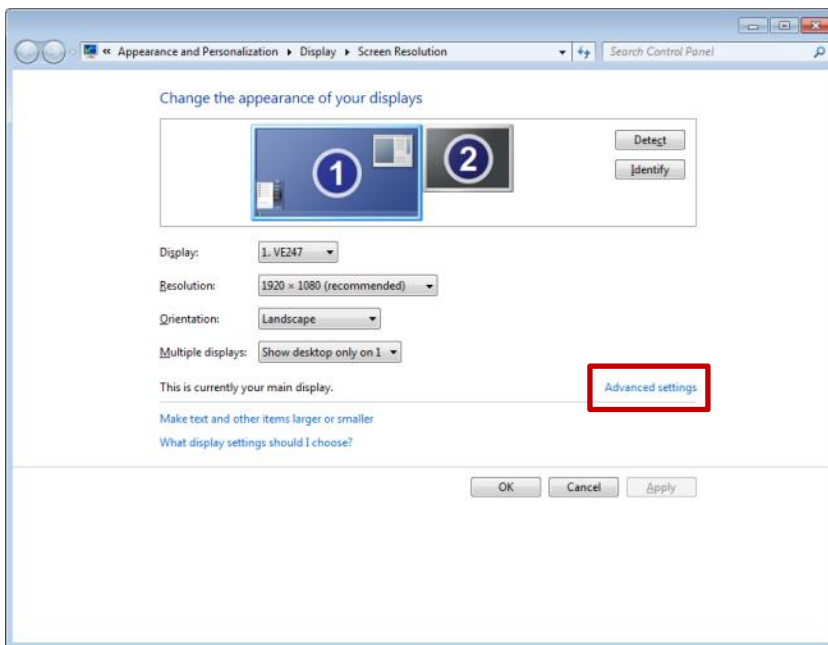 « Appearance and Personalization ▸ Display ▸ Screen Resolution
Search Control Panel
Change the appearance of your displays
1
2
Detect
Identify
Display: 1. VE247
Resolution: 1920 × 1080 (recommended)
Orientation: Landscape
Multiple displays: Show desktop only on 1
This is currently your main display. Advanced settings
Make text and other items larger or smaller
What display settings should I choose?
OK Cancel Apply